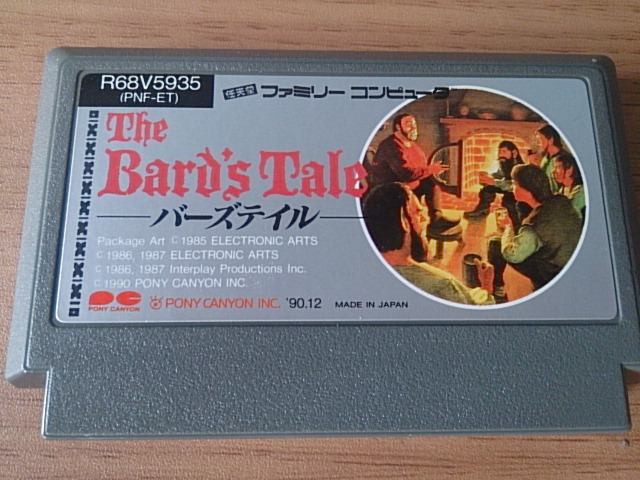 R68V5935
(PNF-ET)
任天堂 ファミリー コンピュータ
The
Bard's Tale
バーズテイル
Package Art © 1985 ELECTRONIC ARTS
© 1986, 1987 ELECTRONIC ARTS
© 1986, 1987 Interplay Productions Inc.
© 1990 PONY CANYON INC.
PONY CANYON
PONY CANYON INC. '90.12 MADE IN JAPAN